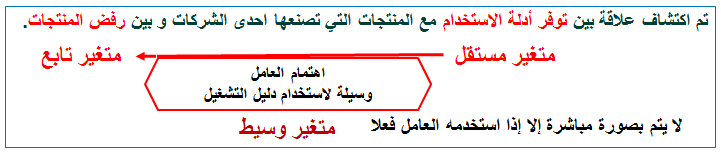 تم اكتشاف علاقة بين توفر أدلة الاستخدام مع المنتجات التي تصنعها احدى الشركات و بين رفض المنتجات.
متغير مستقل متغير تابع
اهتمام العامل
وسيلة لاستخدام دليل التشغيل
لا يتم بصورة مباشرة إلا إذا استخدمه العامل فعلا متغير وسيط